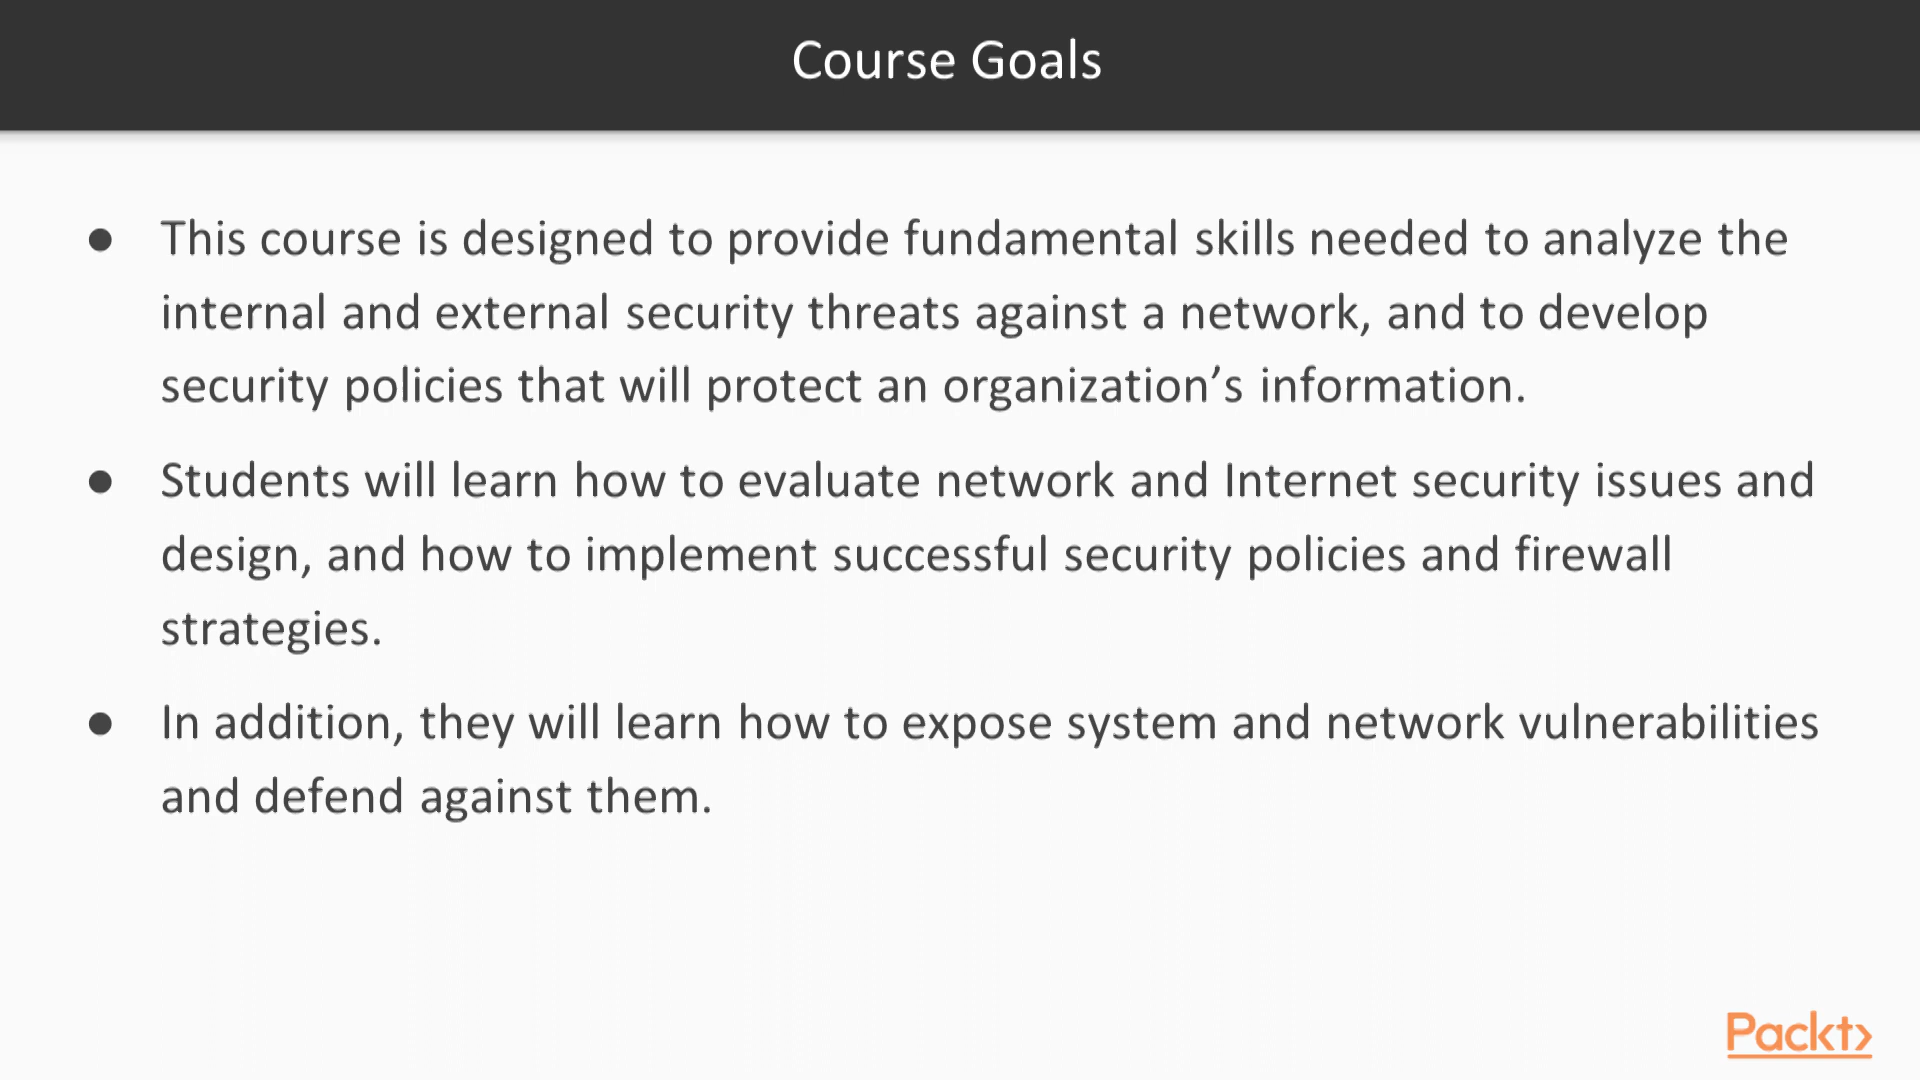 Course Goals
● This course is designed to provide fundamental skills needed to analyze the
internal and external security threats against a network, and to develop
security policies that will protect an organization’s information.
● Students will learn how to evaluate network and Internet security issues and
design, and how to implement successful security policies and firewall
strategies.
● In addition, they will learn how to expose system and network vulnerabilities
and defend against them.
Packt>